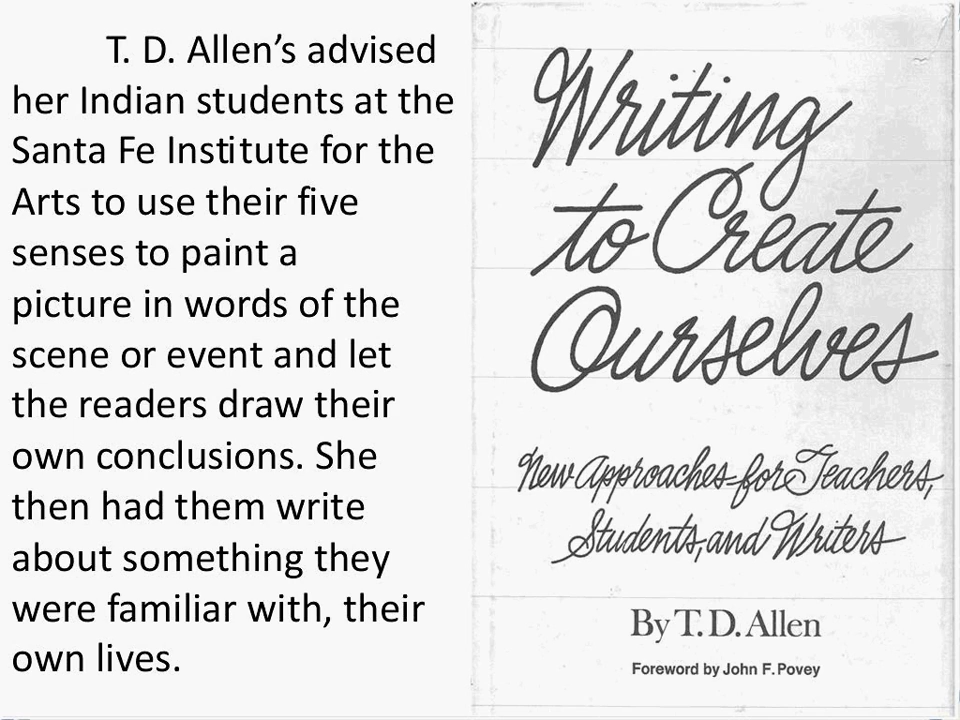 T. D. Allen’s advised
her Indian students at the
Santa Fe Institute for the
Arts to use their five
senses to paint a
picture in words of the
scene or event and let
the readers draw their
own conclusions. She
then had them write
about something they
were familiar with, their
own lives.
Writing
to Create
Ourselves
New Approaches for Teachers,
Students, and Writers
By T. D. Allen
Foreword by John F. Povey